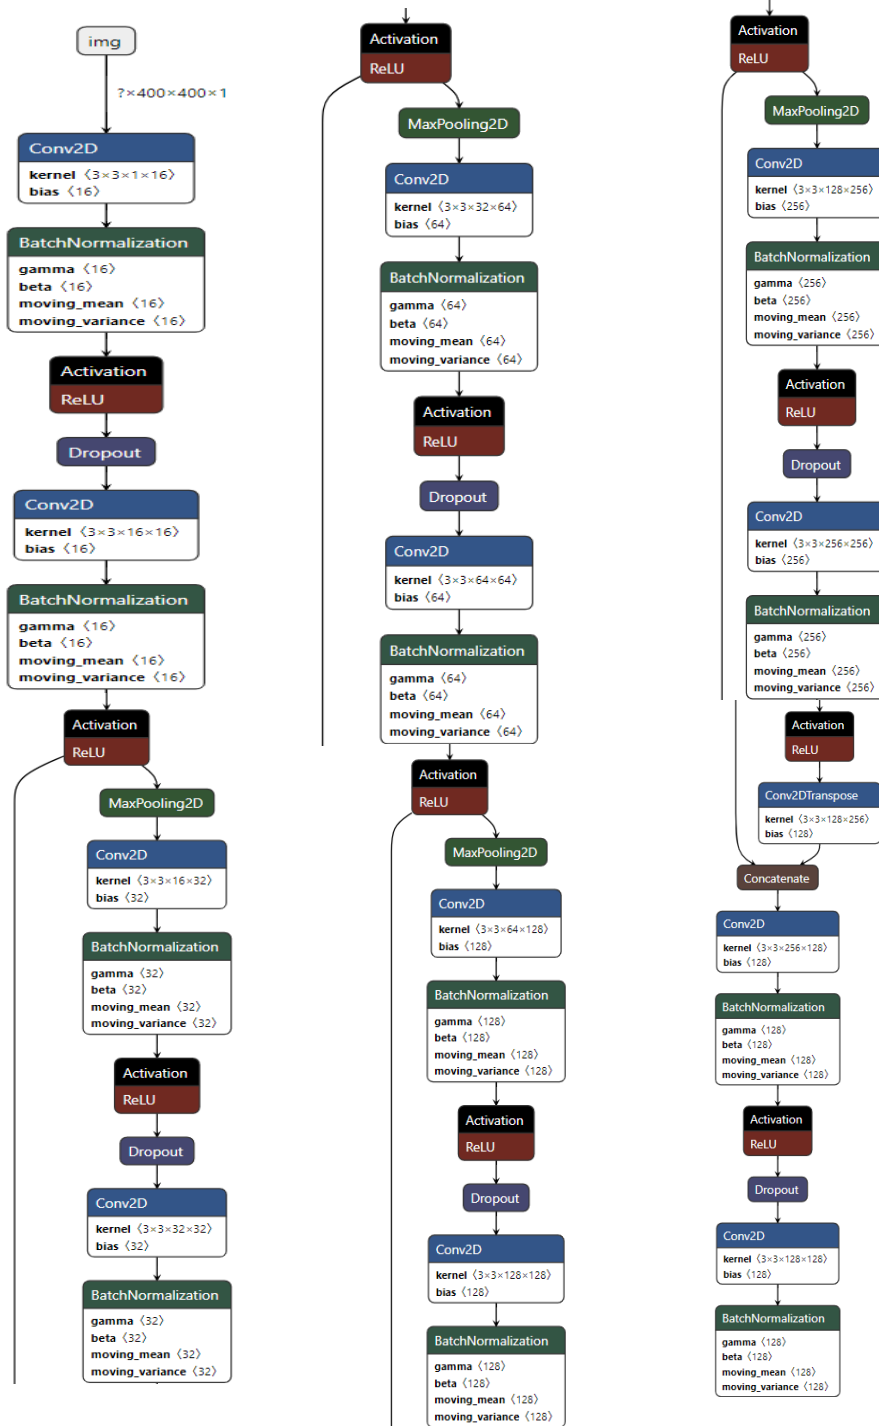 img
?×400×400×1
Conv2D
kernel 〈3×3×1×16〉
bias 〈16〉
BatchNormalization
gamma 〈16〉
beta 〈16〉
moving_mean 〈16〉
moving_variance 〈16〉
Activation
ReLU
Dropout
Conv2D
kernel 〈3×3×16×16〉
bias 〈16〉
BatchNormalization
gamma 〈16〉
beta 〈16〉
moving_mean 〈16〉
moving_variance 〈16〉
Activation
ReLU
MaxPooling2D
Conv2D
kernel 〈3×3×16×32〉
bias 〈32〉
BatchNormalization
gamma 〈32〉
beta 〈32〉
moving_mean 〈32〉
moving_variance 〈32〉
Activation
ReLU
Dropout
Conv2D
kernel 〈3×3×32×32〉
bias 〈32〉
BatchNormalization
gamma 〈32〉
beta 〈32〉
moving_mean 〈32〉
moving_variance 〈32〉
Activation
ReLU
MaxPooling2D
Conv2D
kernel 〈3×3×32×64〉
bias 〈64〉
BatchNormalization
gamma 〈64〉
beta 〈64〉
moving_mean 〈64〉
moving_variance 〈64〉
Activation
ReLU
Dropout
Conv2D
kernel 〈3×3×64×64〉
bias 〈64〉
BatchNormalization
gamma 〈64〉
beta 〈64〉
moving_mean 〈64〉
moving_variance 〈64〉
Activation
ReLU
MaxPooling2D
Conv2D
kernel 〈3×3×64×128〉
bias 〈128〉
BatchNormalization
gamma 〈128〉
beta 〈128〉
moving_mean 〈128〉
moving_variance 〈128〉
Activation
ReLU
Dropout
Conv2D
kernel 〈3×3×128×128〉
bias 〈128〉
BatchNormalization
gamma 〈128〉
beta 〈128〉
moving_mean 〈128〉
moving_variance 〈128〉
Activation
ReLU
MaxPooling2D
Conv2D
kernel 〈3×3×128×256〉
bias 〈256〉
BatchNormalization
gamma 〈256〉
beta 〈256〉
moving_mean 〈256〉
moving_variance 〈256〉
Activation
ReLU
Dropout
Conv2D
kernel 〈3×3×256×256〉
bias 〈256〉
BatchNormalization
gamma 〈256〉
beta 〈256〉
moving_mean 〈256〉
moving_variance 〈256〉
Activation
ReLU
Conv2DTranspose
kernel 〈3×3×128×256〉
bias 〈128〉
Concatenate
Conv2D
kernel 〈3×3×256×128〉
bias 〈128〉
BatchNormalization
gamma 〈128〉
beta 〈128〉
moving_mean 〈128〉
moving_variance 〈128〉
Activation
ReLU
Dropout
Conv2D
kernel 〈3×3×128×128〉
bias 〈128〉
BatchNormalization
gamma 〈128〉
beta 〈128〉
moving_mean 〈128〉
moving_variance 〈128〉